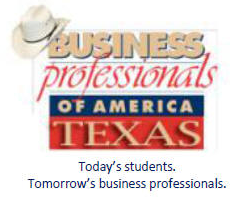 BUSINESS
professionals
OF AMERICA
TEXAS
Today's students.
Tomorrow's business professionals.